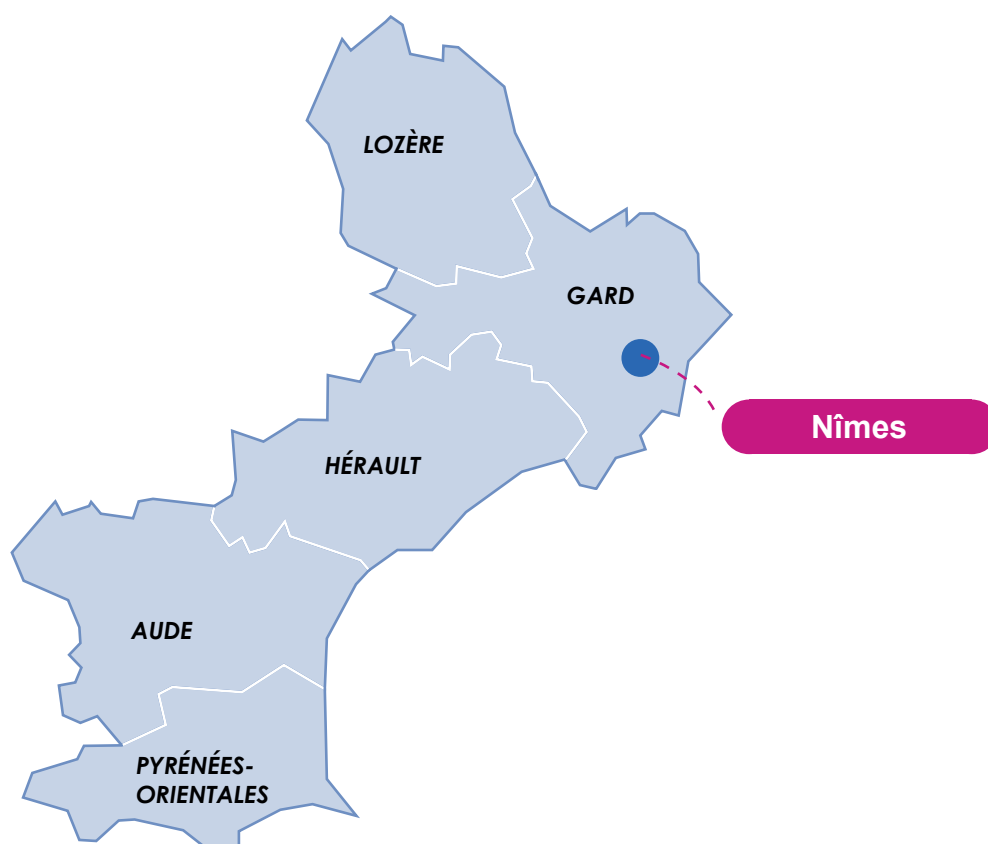 LOZÈRE
GARD
Nîmes
HÉRAULT
AUDE
PYRÉNÉES-
ORIENTALES